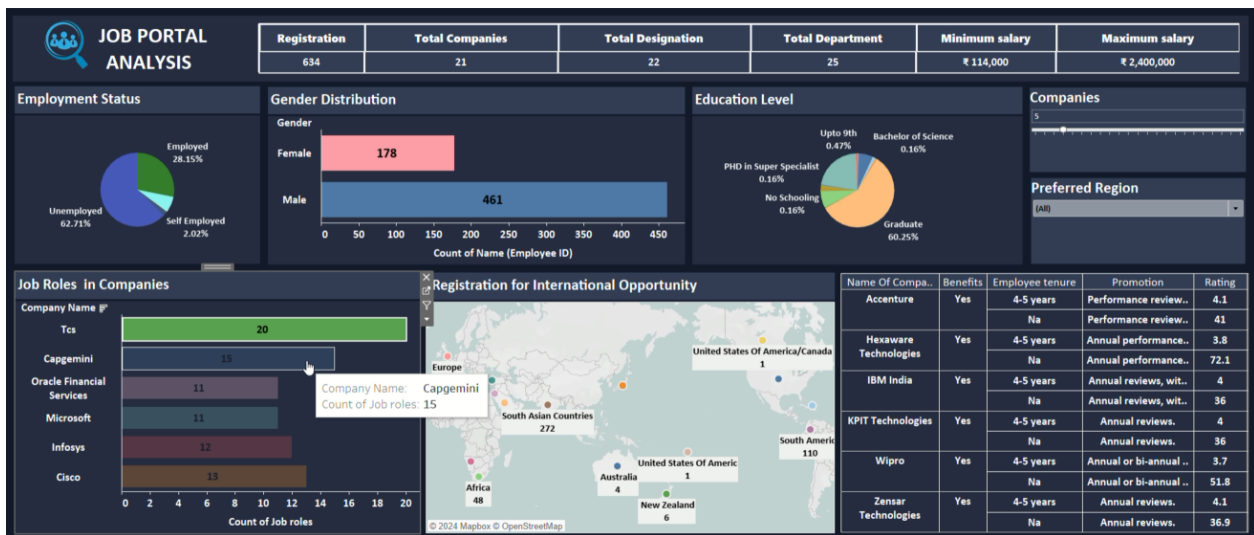 JOB PORTAL
ANALYSIS
Registration Total Companies Total Designation Total Department Minimum salary Maximum salary
634 21 22 25 ₹ 114,000 ₹ 2,400,000
Employment Status
Employed
28.15%
Unemployed
62.71%
Self Employed
2.02%
Gender Distribution
Gender
Female 178
Male 461
0 50 100 150 200 250 300 350 400 450
Count of Name (Employee ID)
Education Level
Upto 9th
0.47%
Bachelor of Science
0.16%
PHD in Super Specialist
0.16%
No Schooling
0.16%
Graduate
60.25%
Companies
5
Preferred Region
(All)
Job Roles in Companies
Company Name
Tcs 20
Capgemini 15
Oracle Financial
Services
11
Microsoft 11
Infosys 12
Cisco 13
0 2 4 6 8 10 12 14 16 18 20
Count of Job roles
Company Name: Capgemini
Count of Job roles: 15
Registration for International Opportunity
United States Of America/Canada
1
Europe
South Asian Countries
272
South Americ
110
United States Of Americ
1
Australia
4
Africa
48
New Zealand
6
© 2024 Mapbox © OpenStreetMap
Name Of Compa.. Benefits Employee tenure Promotion Rating
Accenture Yes 4-5 years Performance review.. 4.1
Na Performance review.. 41
Hexaware
Technologies
Yes 4-5 years Annual performance.. 3.8
Na Annual performance.. 72.1
IBM India Yes 4-5 years Annual reviews, wit.. 4
Na Annual reviews, wit.. 36
KPIT Technologies Yes 4-5 years Annual reviews. 4
Na Annual reviews. 36
Wipro Yes 4-5 years Annual or bi-annual .. 3.7
Na Annual or bi-annual .. 51.8
Zensar
Technologies
Yes 4-5 years Annual reviews. 4.1
Na Annual reviews. 36.9